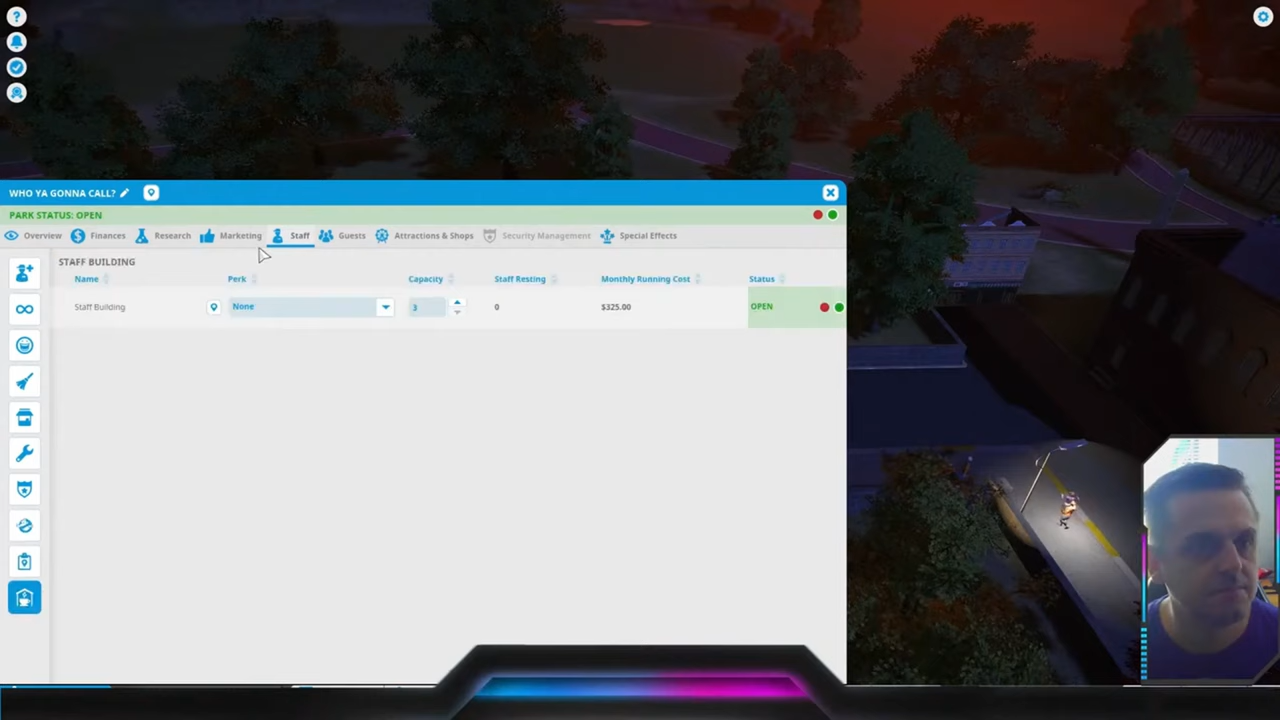 WHO YA GONNA CALL?
PARK STATUS: OPEN
Overview Finances Research Marketing Staff Guests Attractions & Shops Security Management Special Effects
STAFF BUILDING
Name Perk Capacity Staff Resting Monthly Running Cost Status
Staff Building None 3 0 $325.00 OPEN